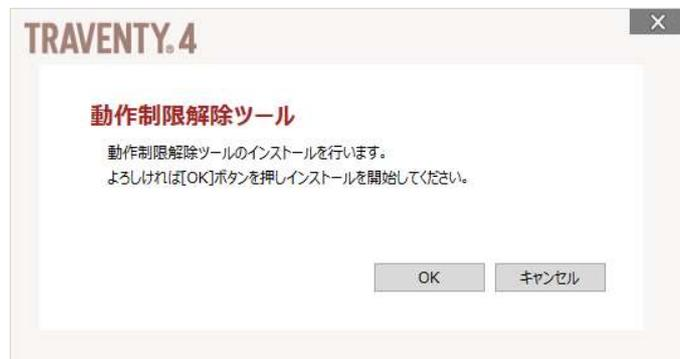 TRAVENTY® 4
動作制限解除ツール
動作制限解除ツールのインストールを行います。
よろしければ[OK]ボタンを押しインストールを開始してください。
OK
キャンセル